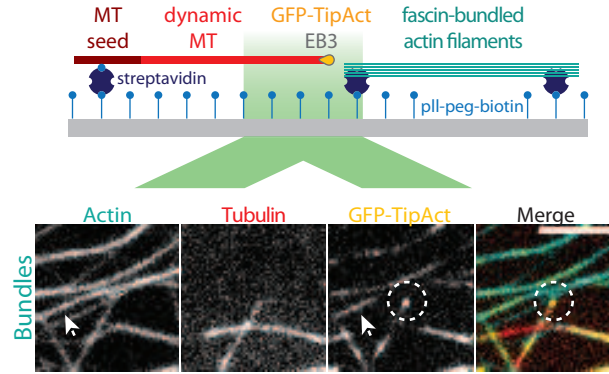 MT
seed
dynamic
MT
GFP-TipAct
EB3
fascin-bundled
actin filaments
streptavidin
pll-peg-biotin
Actin
Tubulin
GFP-TipAct
Merge
Bundles